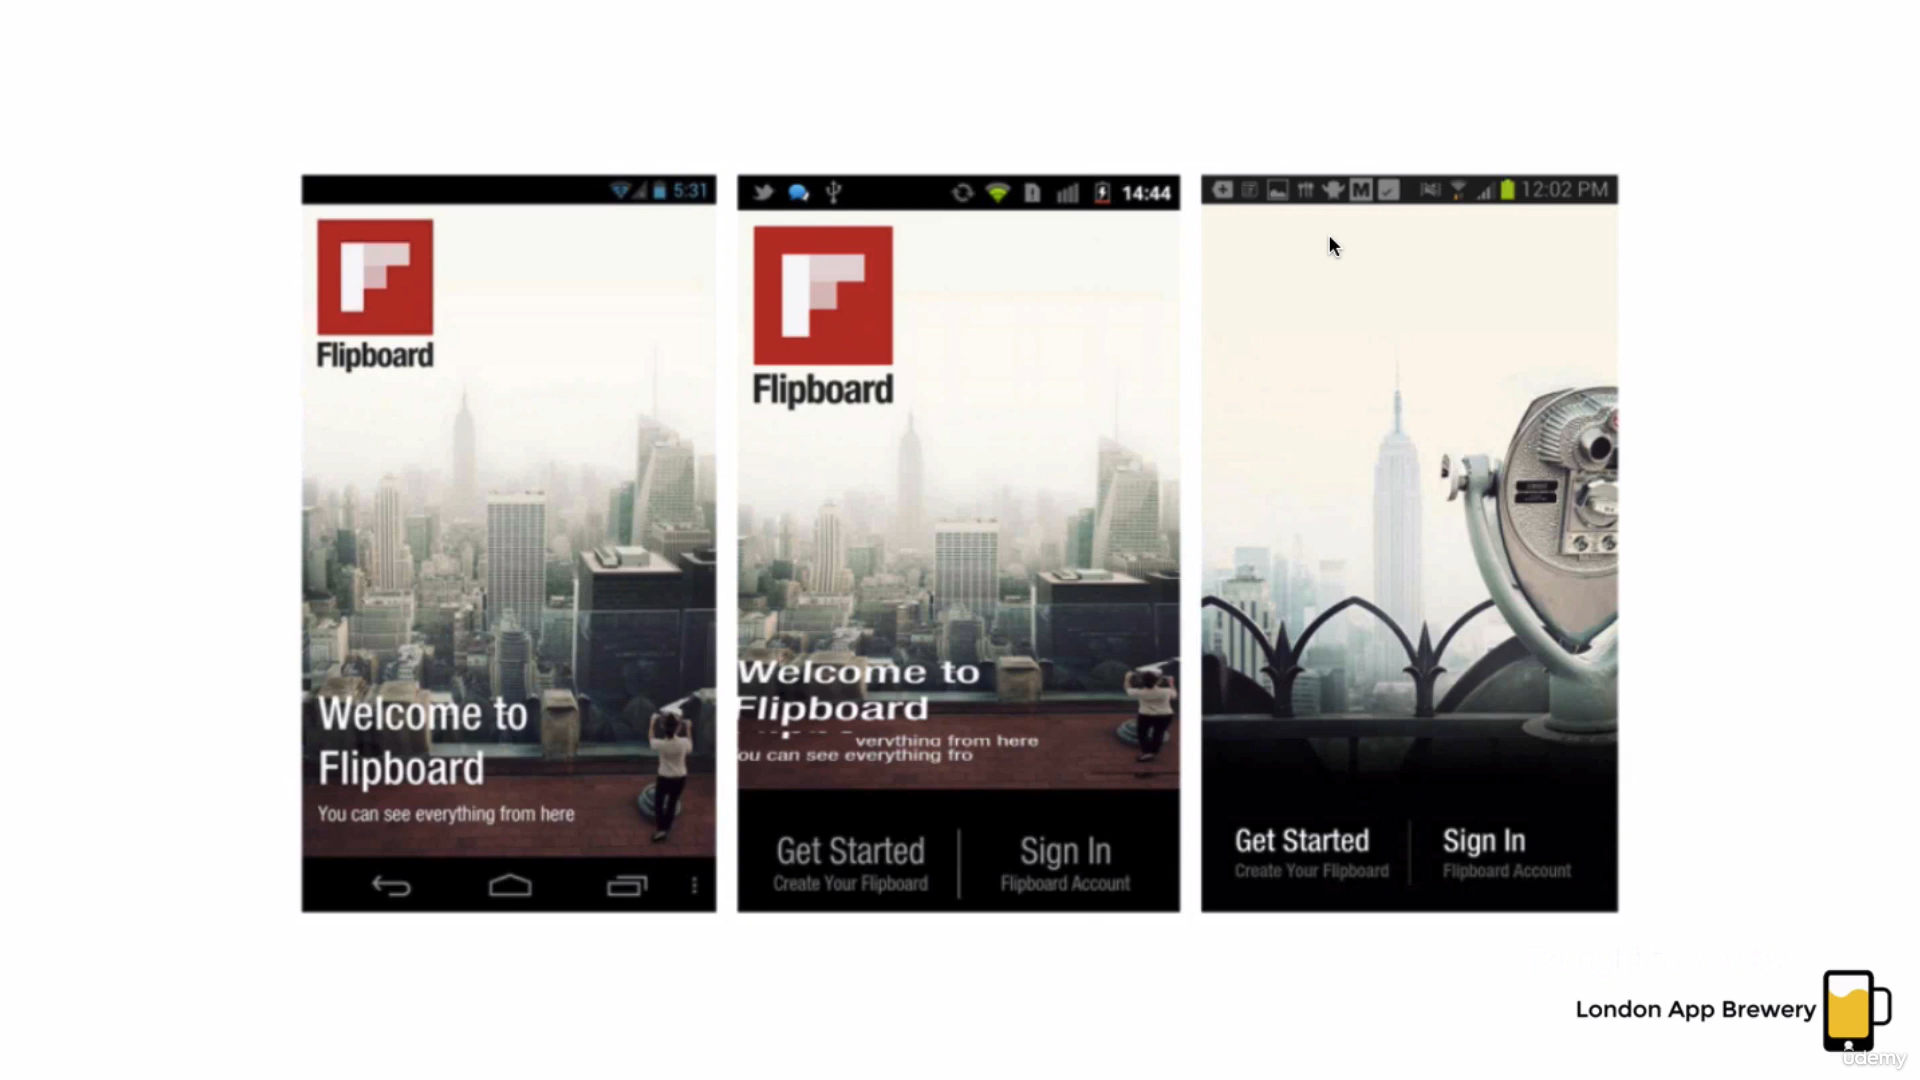 5:31
Flipboard
Welcome to
Flipboard
You can see everything from here
14:44
Flipboard
Welcome to
Flipboard
verything from here
ou can see everything fro
Get Started
Create Your Flipboard
Sign In
Flipboard Account
M
12:02 PM
Get Started
Create Your Flipboard
Sign In
Flipboard Account
London App Brewery
ûdemy